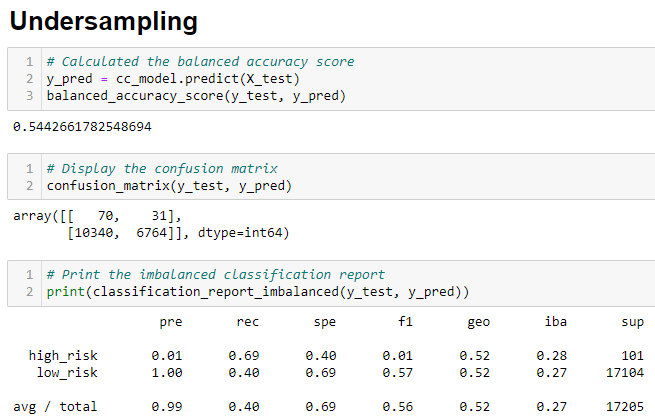 Undersampling
1 # Calculated the balanced accuracy score
2 y_pred = cc_model.predict(X_test)
3 balanced_accuracy_score(y_test, y_pred)
0.5442661782548694
1 # Display the confusion matrix
2 confusion_matrix(y_test, y_pred)
array([[   70,    31],
       [10340,  6764]], dtype=int64)
1 # Print the imbalanced classification report
2 print(classification_report_imbalanced(y_test, y_pred))
pre rec spe f1 geo iba sup
high_risk 0.01 0.69 0.40 0.01 0.52 0.28 101
low_risk 1.00 0.40 0.69 0.57 0.52 0.27 17104
avg / total 0.99 0.40 0.69 0.56 0.52 0.27 17205